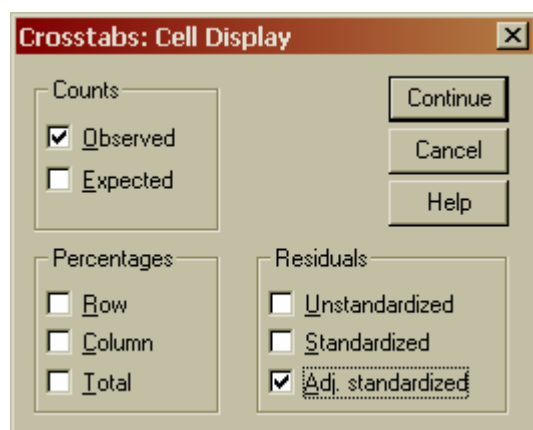 Crosstabs: Cell Display
Counts
Observed
Expected
Continue
Cancel
Help
Percentages
Row
Column
Total
Residuals
Unstandardized
Standardized
Adj. standardized